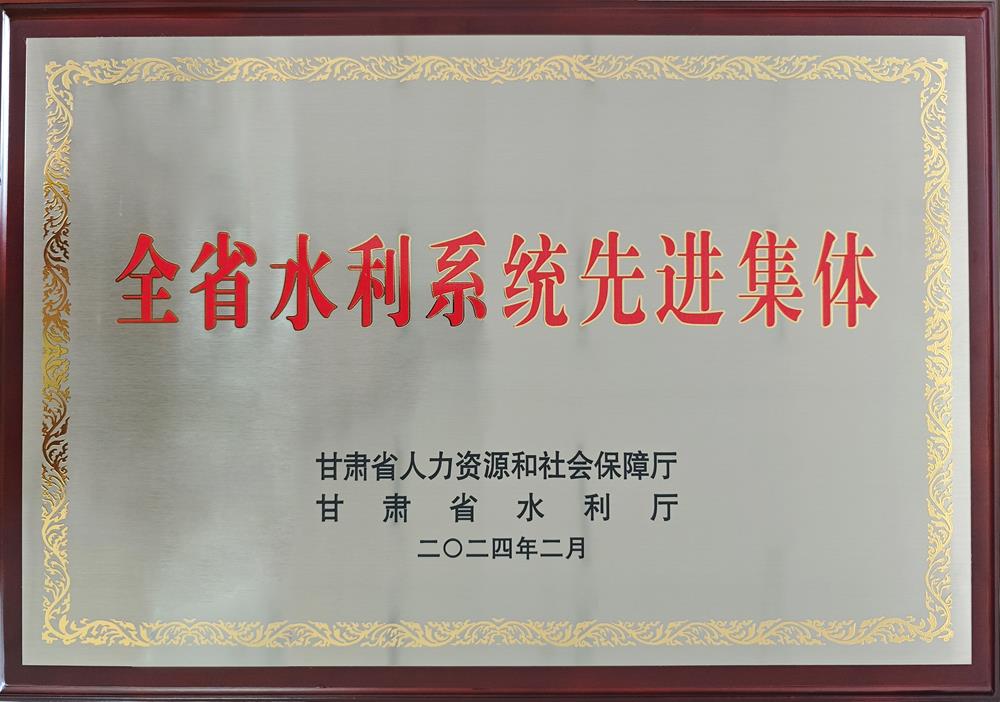 全省水利系统先进集体
甘肃省人力资源和社会保障厅
甘肃省水利厅
二〇二四年二月